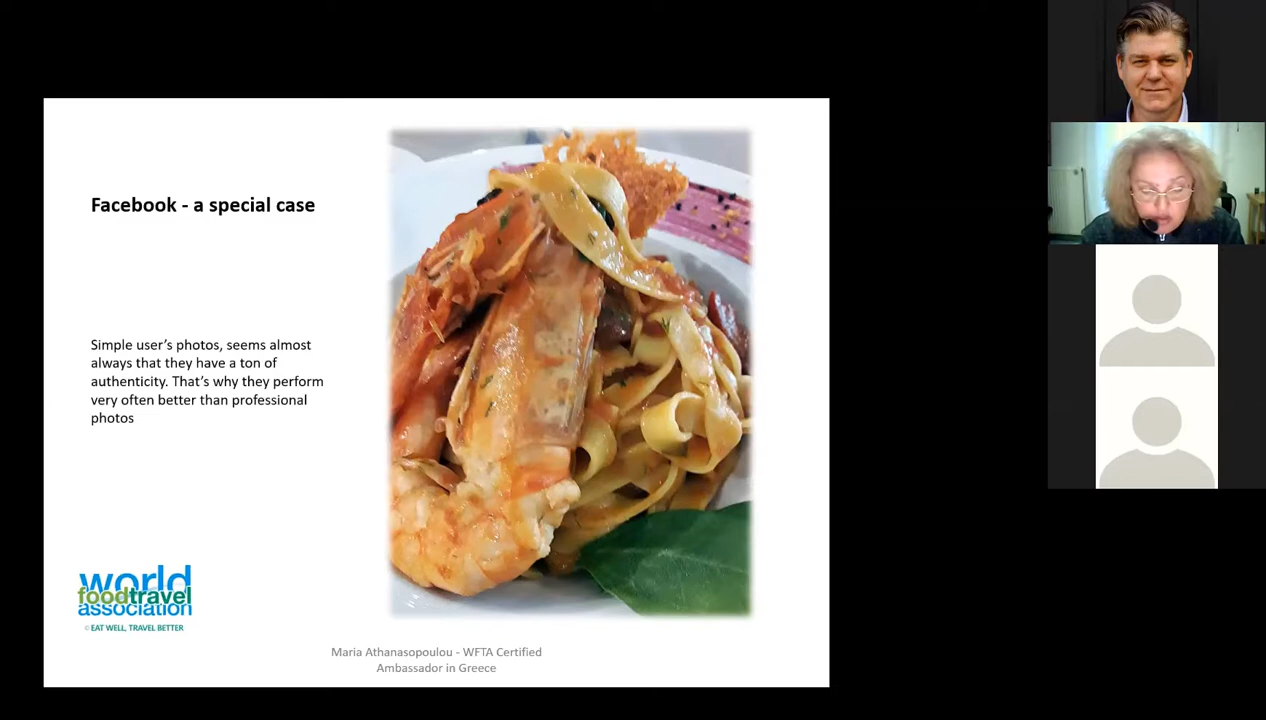 Facebook - a special case
Simple user's photos, seems almost
always that they have a ton of
authenticity. That's why they perform
very often better than professional
photos
world
foodtravel
association
© EAT WELL, TRAVEL BETTER
Maria Athanasopoulou - WFTA Certified
Ambassador in Greece